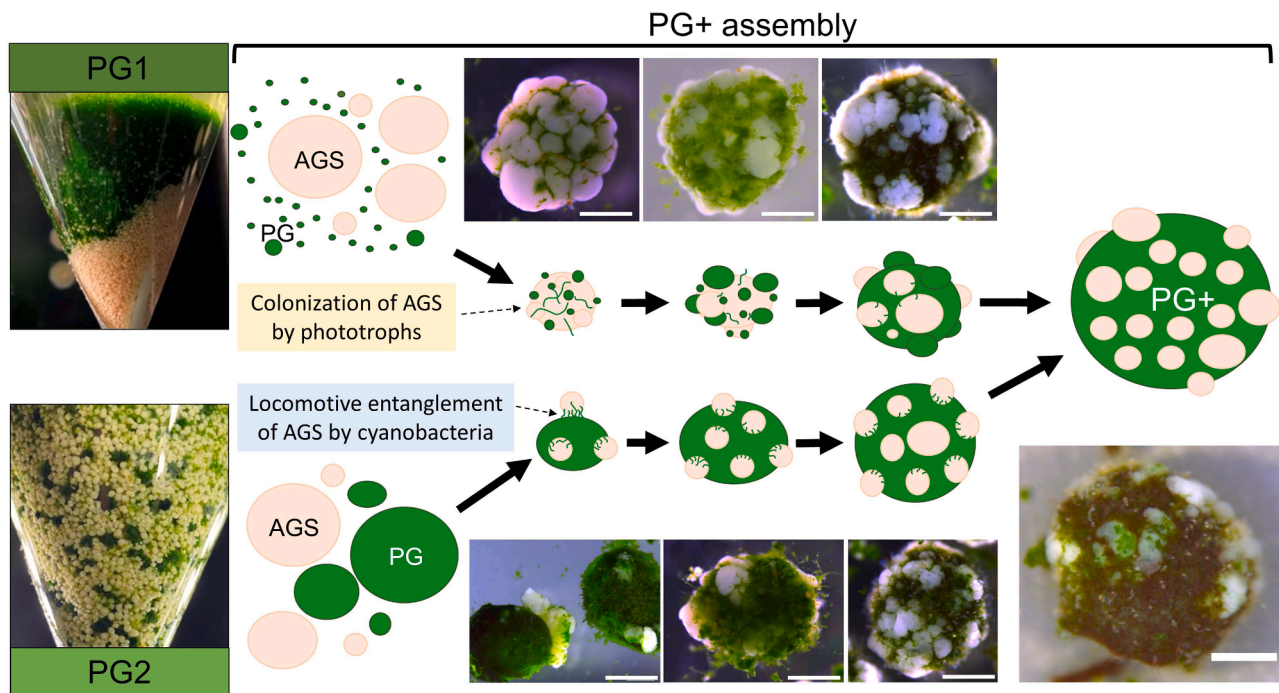 PG+ assembly
PG1
AGS
PG
Colonization of AGS
by phototrophs
PG+
Locomotive entanglement
of AGS by cyanobacteria
AGS
PG
PG2